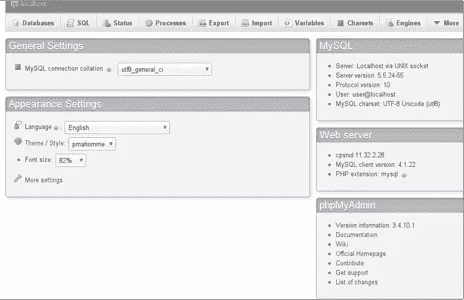 localhost
Databases SQL Status Processes Export Import Variables Charsets Engines More
General Settings
MySQL connection collation : utf8_general_ci
Appearance Settings
Language : English
Theme / Style: pmahomme
Font size: 82%
More settings
MySQL
Server: Localhost via UNIX socket
Server version: 5.5.24-55
Protocol version: 10
User: user@localhost
MySQL charset: UTF-8 Unicode (utf8)
Web server
cpsrvd 11.32.2.28
MySQL client version: 4.1.22
PHP extension: mysql
phpMyAdmin
Version information: 3.4.10.1
Documentation
Wiki
Official Homepage
Contribute
Get support
List of changes